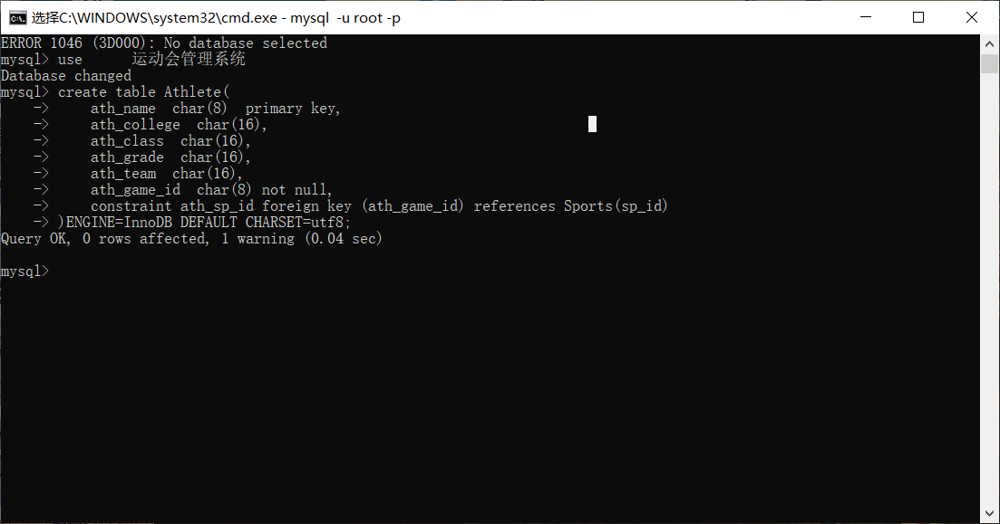 选择C:\WINDOWS\system32\cmd.exe - mysql  -u root -p
ERROR 1046 (3D000): No database selected
mysql> use      运动会管理系统
Database changed
mysql> create table Athlete(
    ->     ath_name  char(8)  primary key,
    ->     ath_college  char(16),
    ->     ath_class  char(16),
    ->     ath_grade  char(16),
    ->     ath_team  char(16),
    ->     ath_game_id  char(8) not null,
    ->     constraint ath_sp_id foreign key (ath_game_id) references Sports(sp_id)
    -> )ENGINE=InnoDB DEFAULT CHARSET=utf8;
Query OK, 0 rows affected, 1 warning (0.04 sec)
mysql>